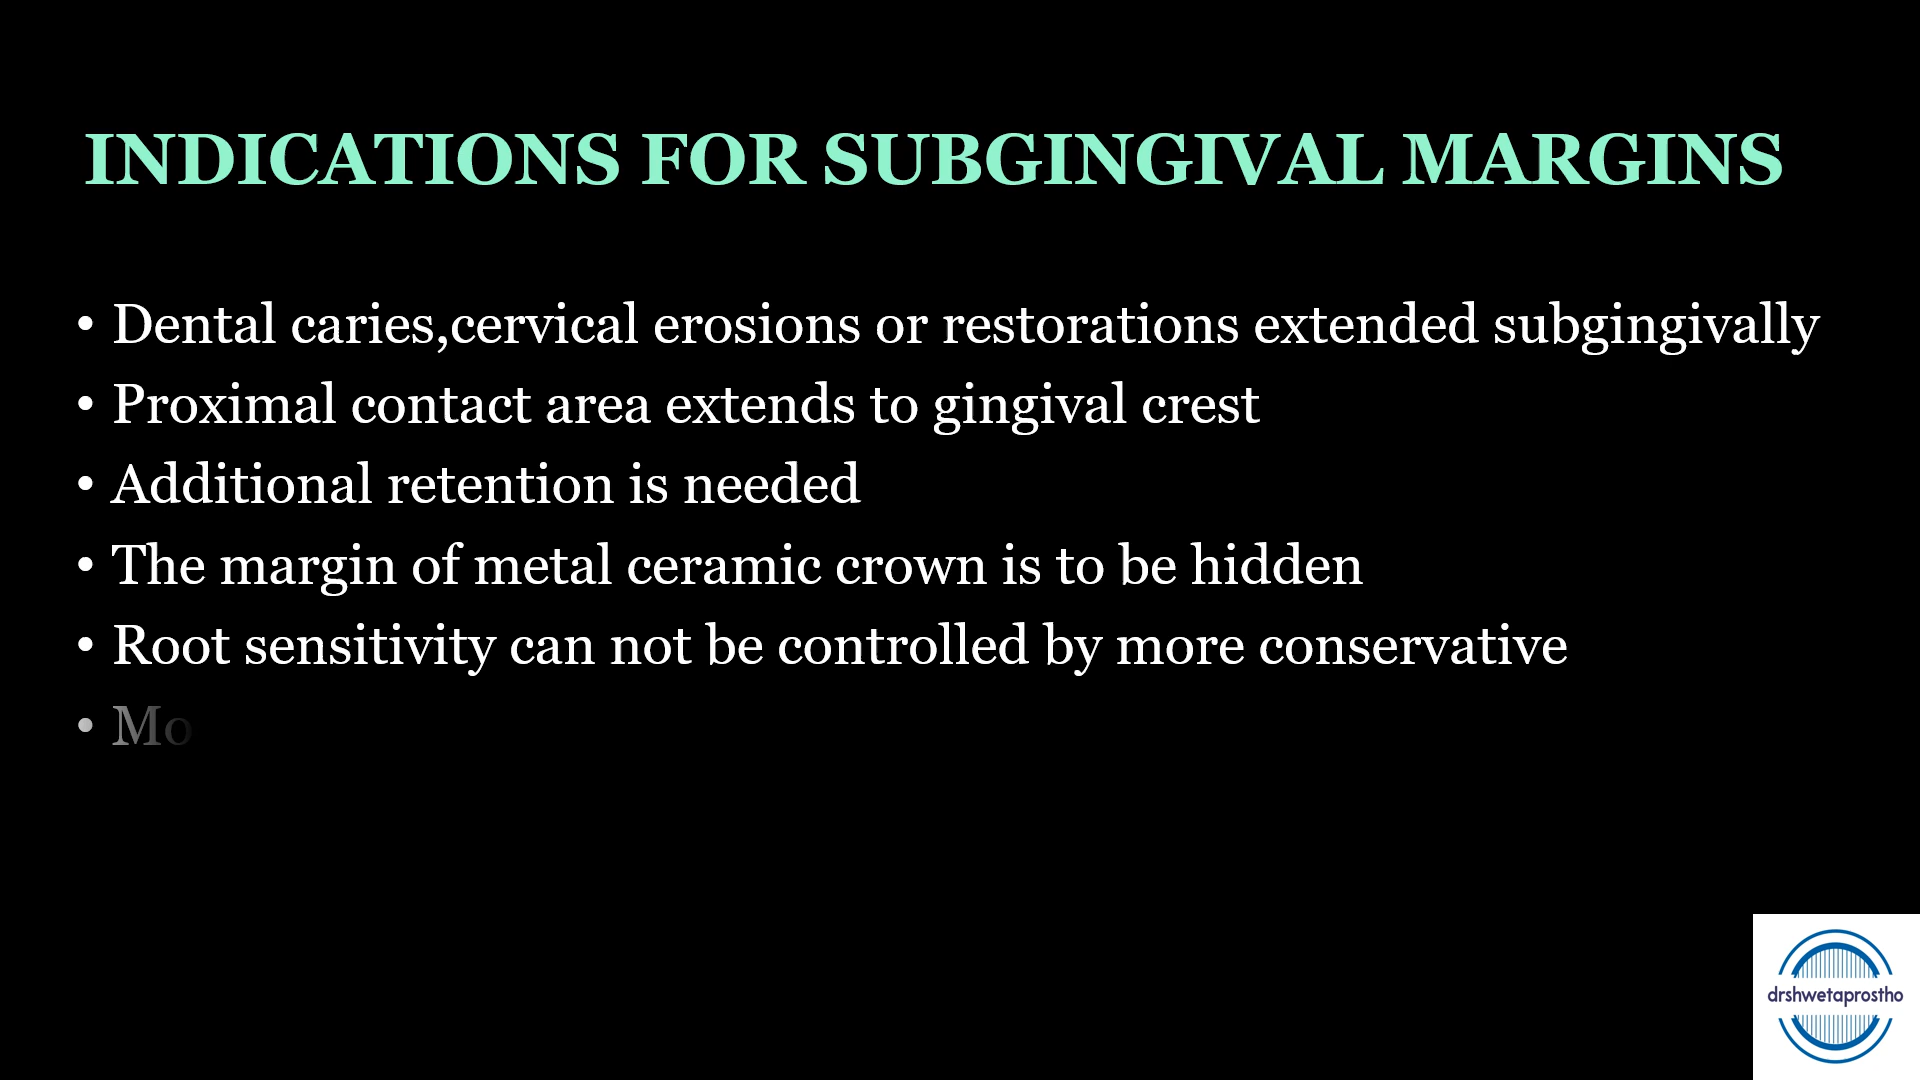 INDICATIONS FOR SUBGINGIVAL MARGINS
• Dental caries,cervical erosions or restorations extended subgingivally
• Proximal contact area extends to gingival crest
• Additional retention is needed
• The margin of metal ceramic crown is to be hidden
• Root sensitivity can not be controlled by more conservative
• Mo
drshwetaprostho